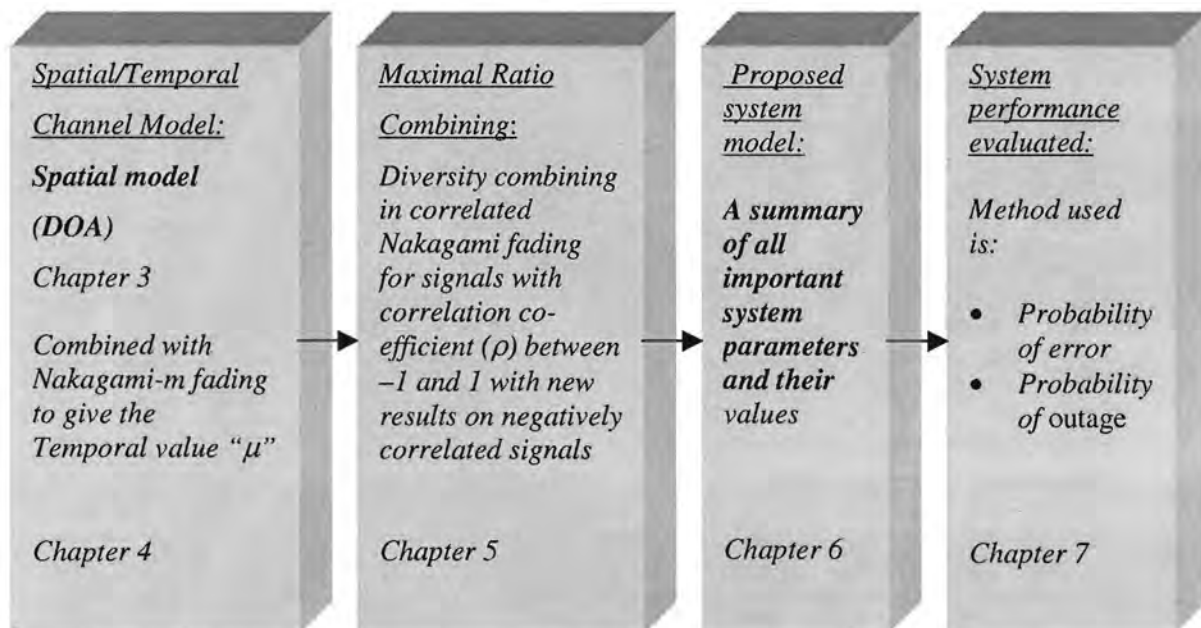 Spatial/Temporal
Channel Model:
Spatial model
(DOA)
Chapter 3
Combined with
Nakagami-m fading
to give the
Temporal value “μ”
Chapter 4
Maximal Ratio
Combining:
Diversity combining
in correlated
Nakagami fading
for signals with
correlation co-
efficient (ρ) between
–1 and 1 with new
results on negatively
correlated signals
Chapter 5
Proposed
system
model:
A summary
of all
important
system
parameters
and their
values
Chapter 6
System
performance
evaluated:
Method used
is:
• Probability
of error
• Probability
of outage
Chapter 7